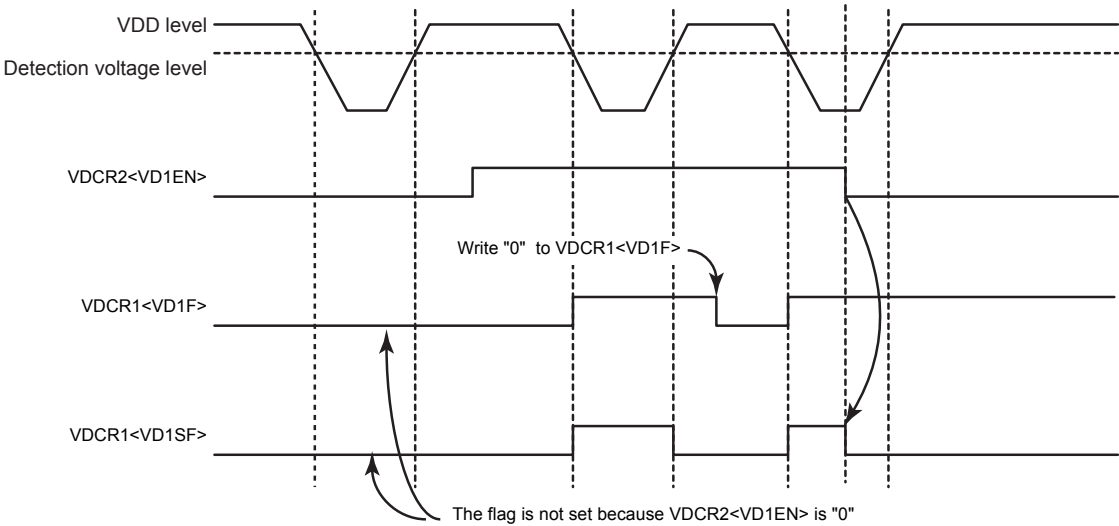 VDD level
Detection voltage level
VDCR2<VD1EN>
Write "0" to VDCR1<VD1F>
VDCR1<VD1F>
VDCR1<VD1SF>
The flag is not set because VDCR2<VD1EN> is "0"